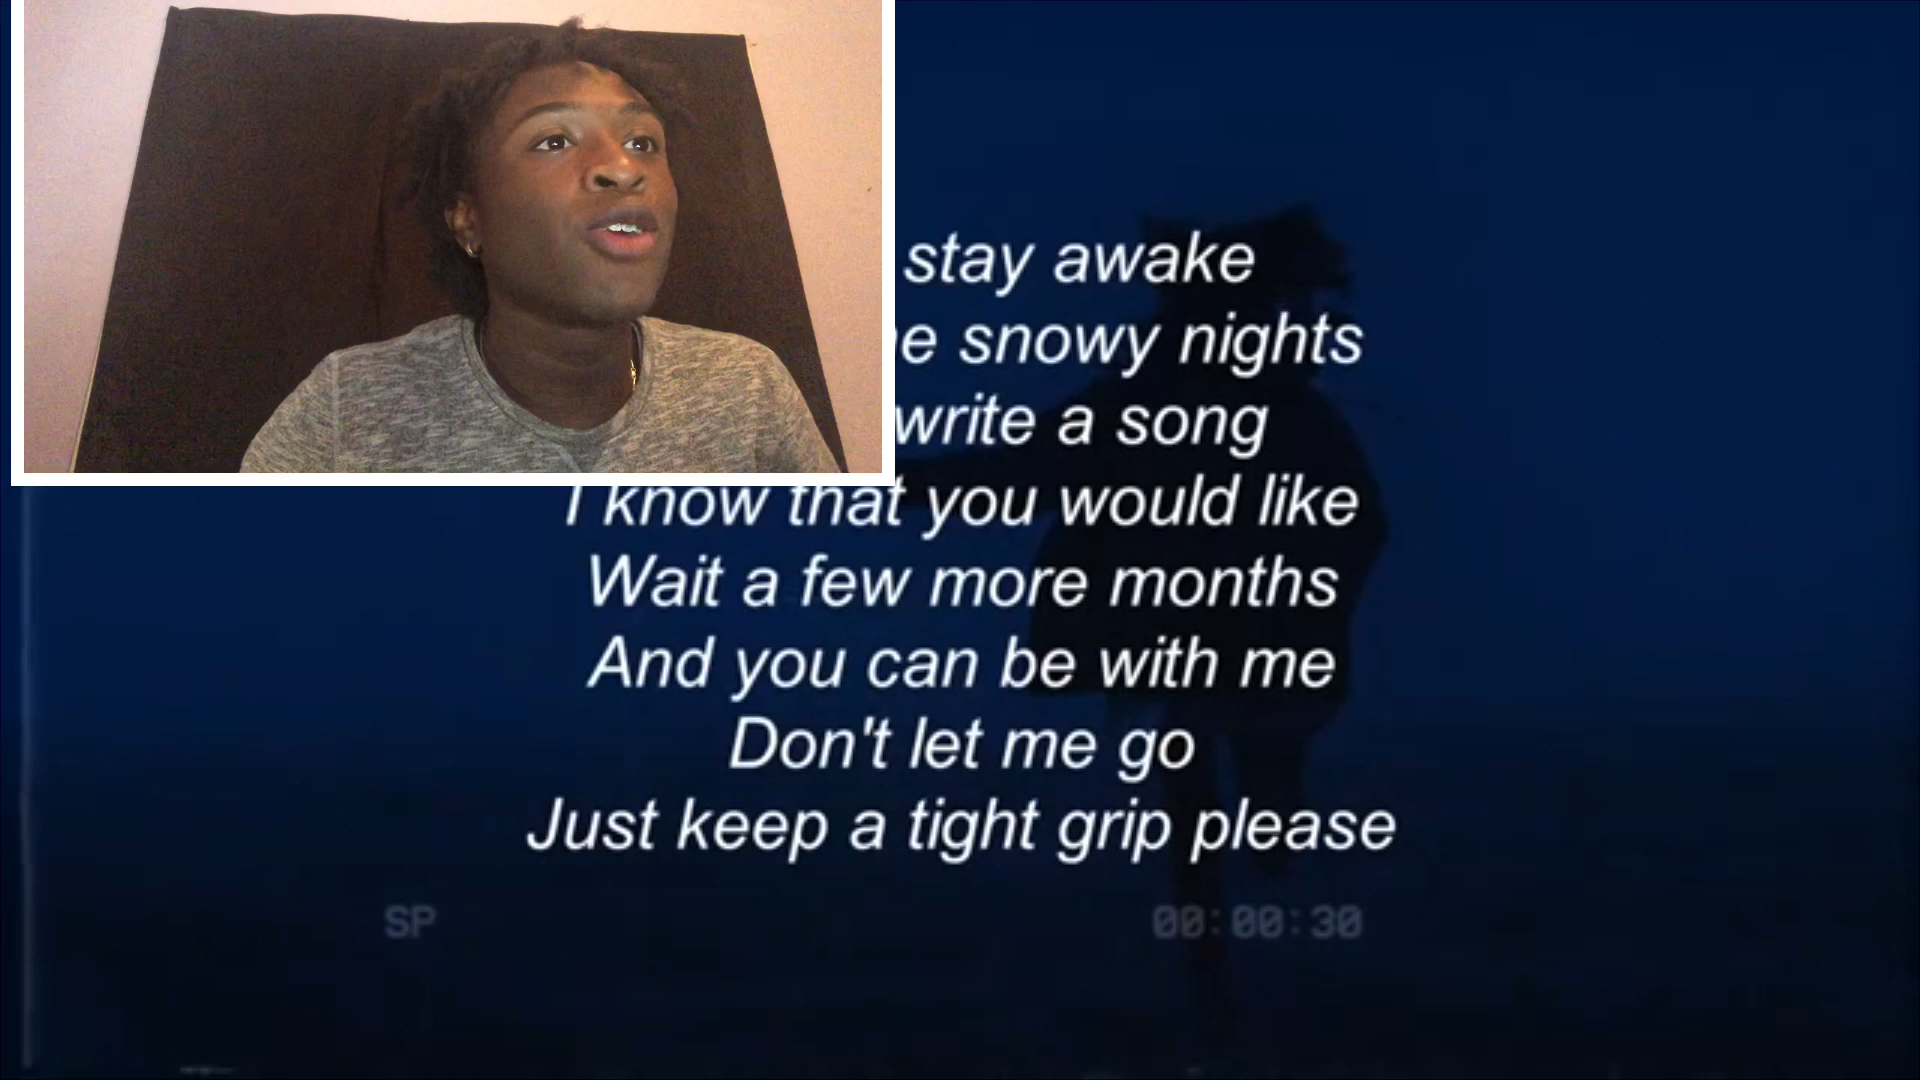 stay awake
snowy nights
write a song
I know that you would like
Wait a few more months
And you can be with me
Don't let me go
Just keep a tight grip please
SP 00:00:30